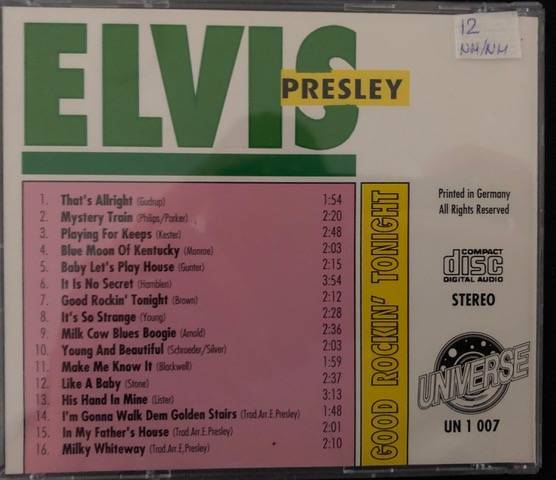 12
NM/NM
ELVIS
PRESLEY
1. That's Allright (Gudrup) 1:54
2. Mystery Train (Philips/Parker) 2:20
3. Playing For Keeps (Kesler) 2:48
4. Blue Moon Of Kentucky (Monroe) 2:03
5. Baby Let's Play House (Gunter) 2:15
6. It Is No Secret (Hamblen) 3:54
7. Good Rockin' Tonight (Brown) 2:12
8. It's So Strange (Young) 2:28
9. Milk Cow Blues Boogie (Arnold) 2:36
10. Young And Beautiful (Schroeder/Silver) 2:03
11. Make Me Know It (Blackwell) 1:59
12. Like A Baby (Stone) 2:37
13. His Hand In Mine (Lister) 3:13
14. I'm Gonna Walk Dem Golden Stairs (Trad.Arr.E.Presley) 1:48
15. In My Father's House (Trad.Arr.E.Presley) 2:01
16. Milky Whiteway (Trad.Arr.E,Presley) 2:10
GOOD ROCKIN' TONIGHT
Printed in Germany
All Rights Reserved
COMPACT
disc
DIGITAL AUDIO
STEREO
UNIVERSE
UN 1 007